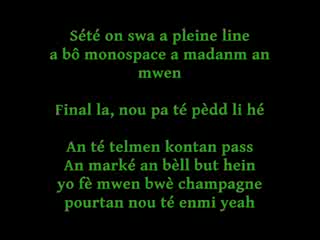 Sété on swa a pleine line
a bô monospace a madanm an
mwen
Final la, nou pa té pèdd li hé
An té telmen kontan pass
An marké an bèll but hein
yo fè mwen bwè champagne
pourtan nou té enmi yeah